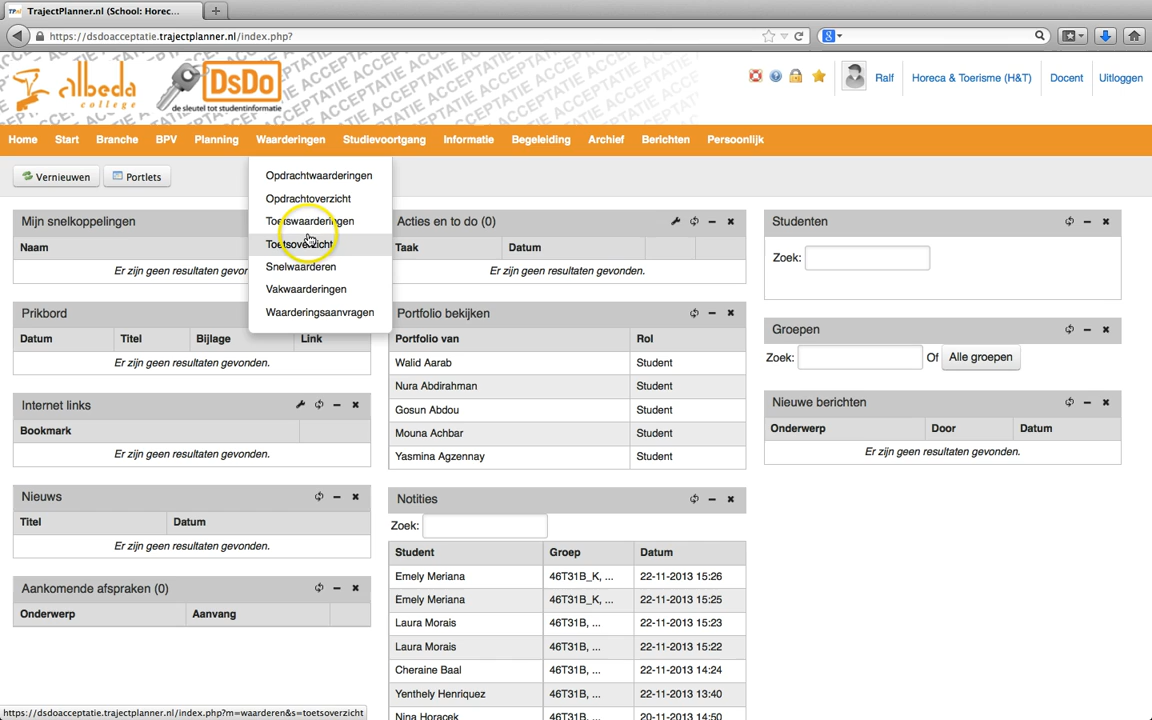 TrajectPlanner.nl (School: Horec...
https://dsdoacceptatie.trajectplanner.nl/index.php?
albeda
college
DsDo
de sleutel tot studentinformatie
ACCEPTATIE ACCEPTATIE ACCEPTATIE
Ralf
Horeca & Toerisme (H&T)
Docent
Uitloggen
Home Start Branche BPV Planning Waarderingen Studievoortgang Informatie Begeleiding Archief Berichten Persoonlijk
Vernieuwen
Portlets
Opdrachtwaarderingen
Opdrachtoverzicht
Toetswaarderingen
Toetsoverzicht
Snelwaarderen
Vakwaarderingen
Waarderingsaanvragen
Mijn snelkoppelingen
Naam
Er zijn geen resultaten gevon
Prikbord
Datum Titel Bijlage Link
Er zijn geen resultaten gevonden.
Internet links
Bookmark
Er zijn geen resultaten gevonden.
Nieuws
Titel Datum
Er zijn geen resultaten gevonden.
Aankomende afspraken (0)
Onderwerp Aanvang
Acties en to do (0)
Taak Datum
Er zijn geen resultaten gevonden.
Portfolio bekijken
Portfolio van Rol
Walid Aarab Student
Nura Abdirahman Student
Gosun Abdou Student
Mouna Achbar Student
Yasmina Agzennay Student
Notities
Zoek:
Student Groep Datum
Emely Meriana 46T31B_K, ... 22-11-2013 15:26
Emely Meriana 46T31B_K, ... 22-11-2013 15:25
Laura Morais 46T31B, ... 22-11-2013 15:23
Laura Morais 46T31B, ... 22-11-2013 15:22
Cheraine Baal 46T31B, ... 22-11-2013 14:24
Yenthely Henriquez 46T31B, ... 22-11-2013 13:40
Nina Horacek 46T31B, ... 20-11-2013 14:50
Studenten
Zoek:
Groepen
Zoek: Of Alle groepen
Nieuwe berichten
Onderwerp Door Datum
Er zijn geen resultaten gevonden.
https://dsdoacceptatie.trajectplanner.nl/index.php?m=waarderen&s=toetsoverzicht